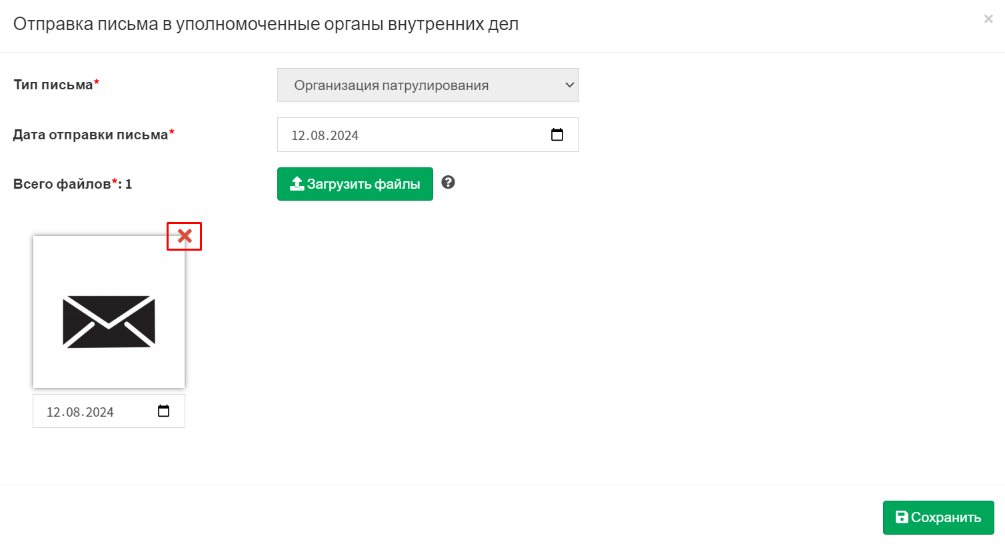 Отправка письма в уполномоченные органы внутренних дел ×
Тип письма* Организация патрулирования
Дата отправки письма* 12.08.2024
Всего файлов*: 1 Загрузить файлы ?
12.08.2024
Сохранить